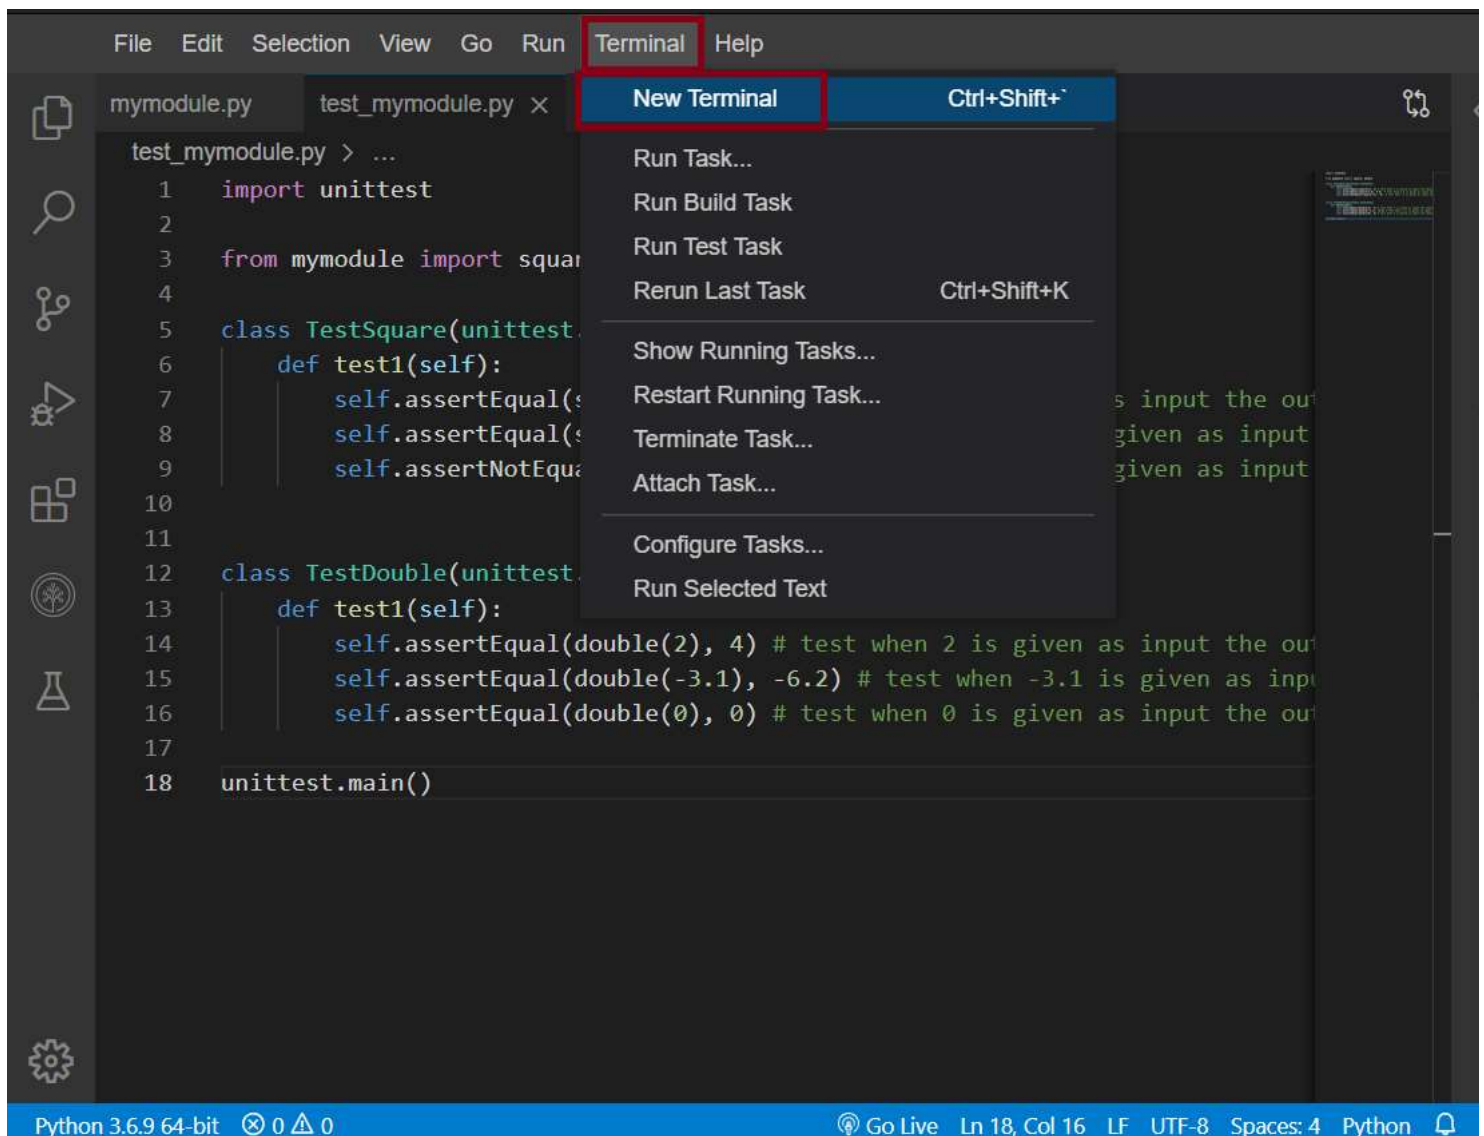 File Edit Selection View Go Run Terminal Help
mymodule.py test_mymodule.py ×
New Terminal Ctrl+Shift+`
test_mymodule.py > ...
Run Task...
Run Build Task
Run Test Task
Rerun Last Task Ctrl+Shift+K
Show Running Tasks...
Restart Running Task...
Terminate Task...
Attach Task...
Configure Tasks...
Run Selected Text
1 import unittest
2
3 from mymodule import
4
5 class TestSquare(unittest.
6 def test1(self):
7 self.assertEqual( input the
8 self.assertEqual( given as input
9 given as input
10
11
12 class TestDouble(unittest.
13 def test1(self):
14 self.assertEqual(double(2), 4) # test when 2 is given as input the
15 self.assertEqual(double(-3.1), -6.2) # test when -3.1 is given as
16 self.assertEqual(double(0), 0) # test when 0 is given as input the
17
18 unittest.main()
Python 3.6.9 64-bit 0 0 Go Live Ln 18, Col 16 LF UTF-8 Spaces: 4 Python